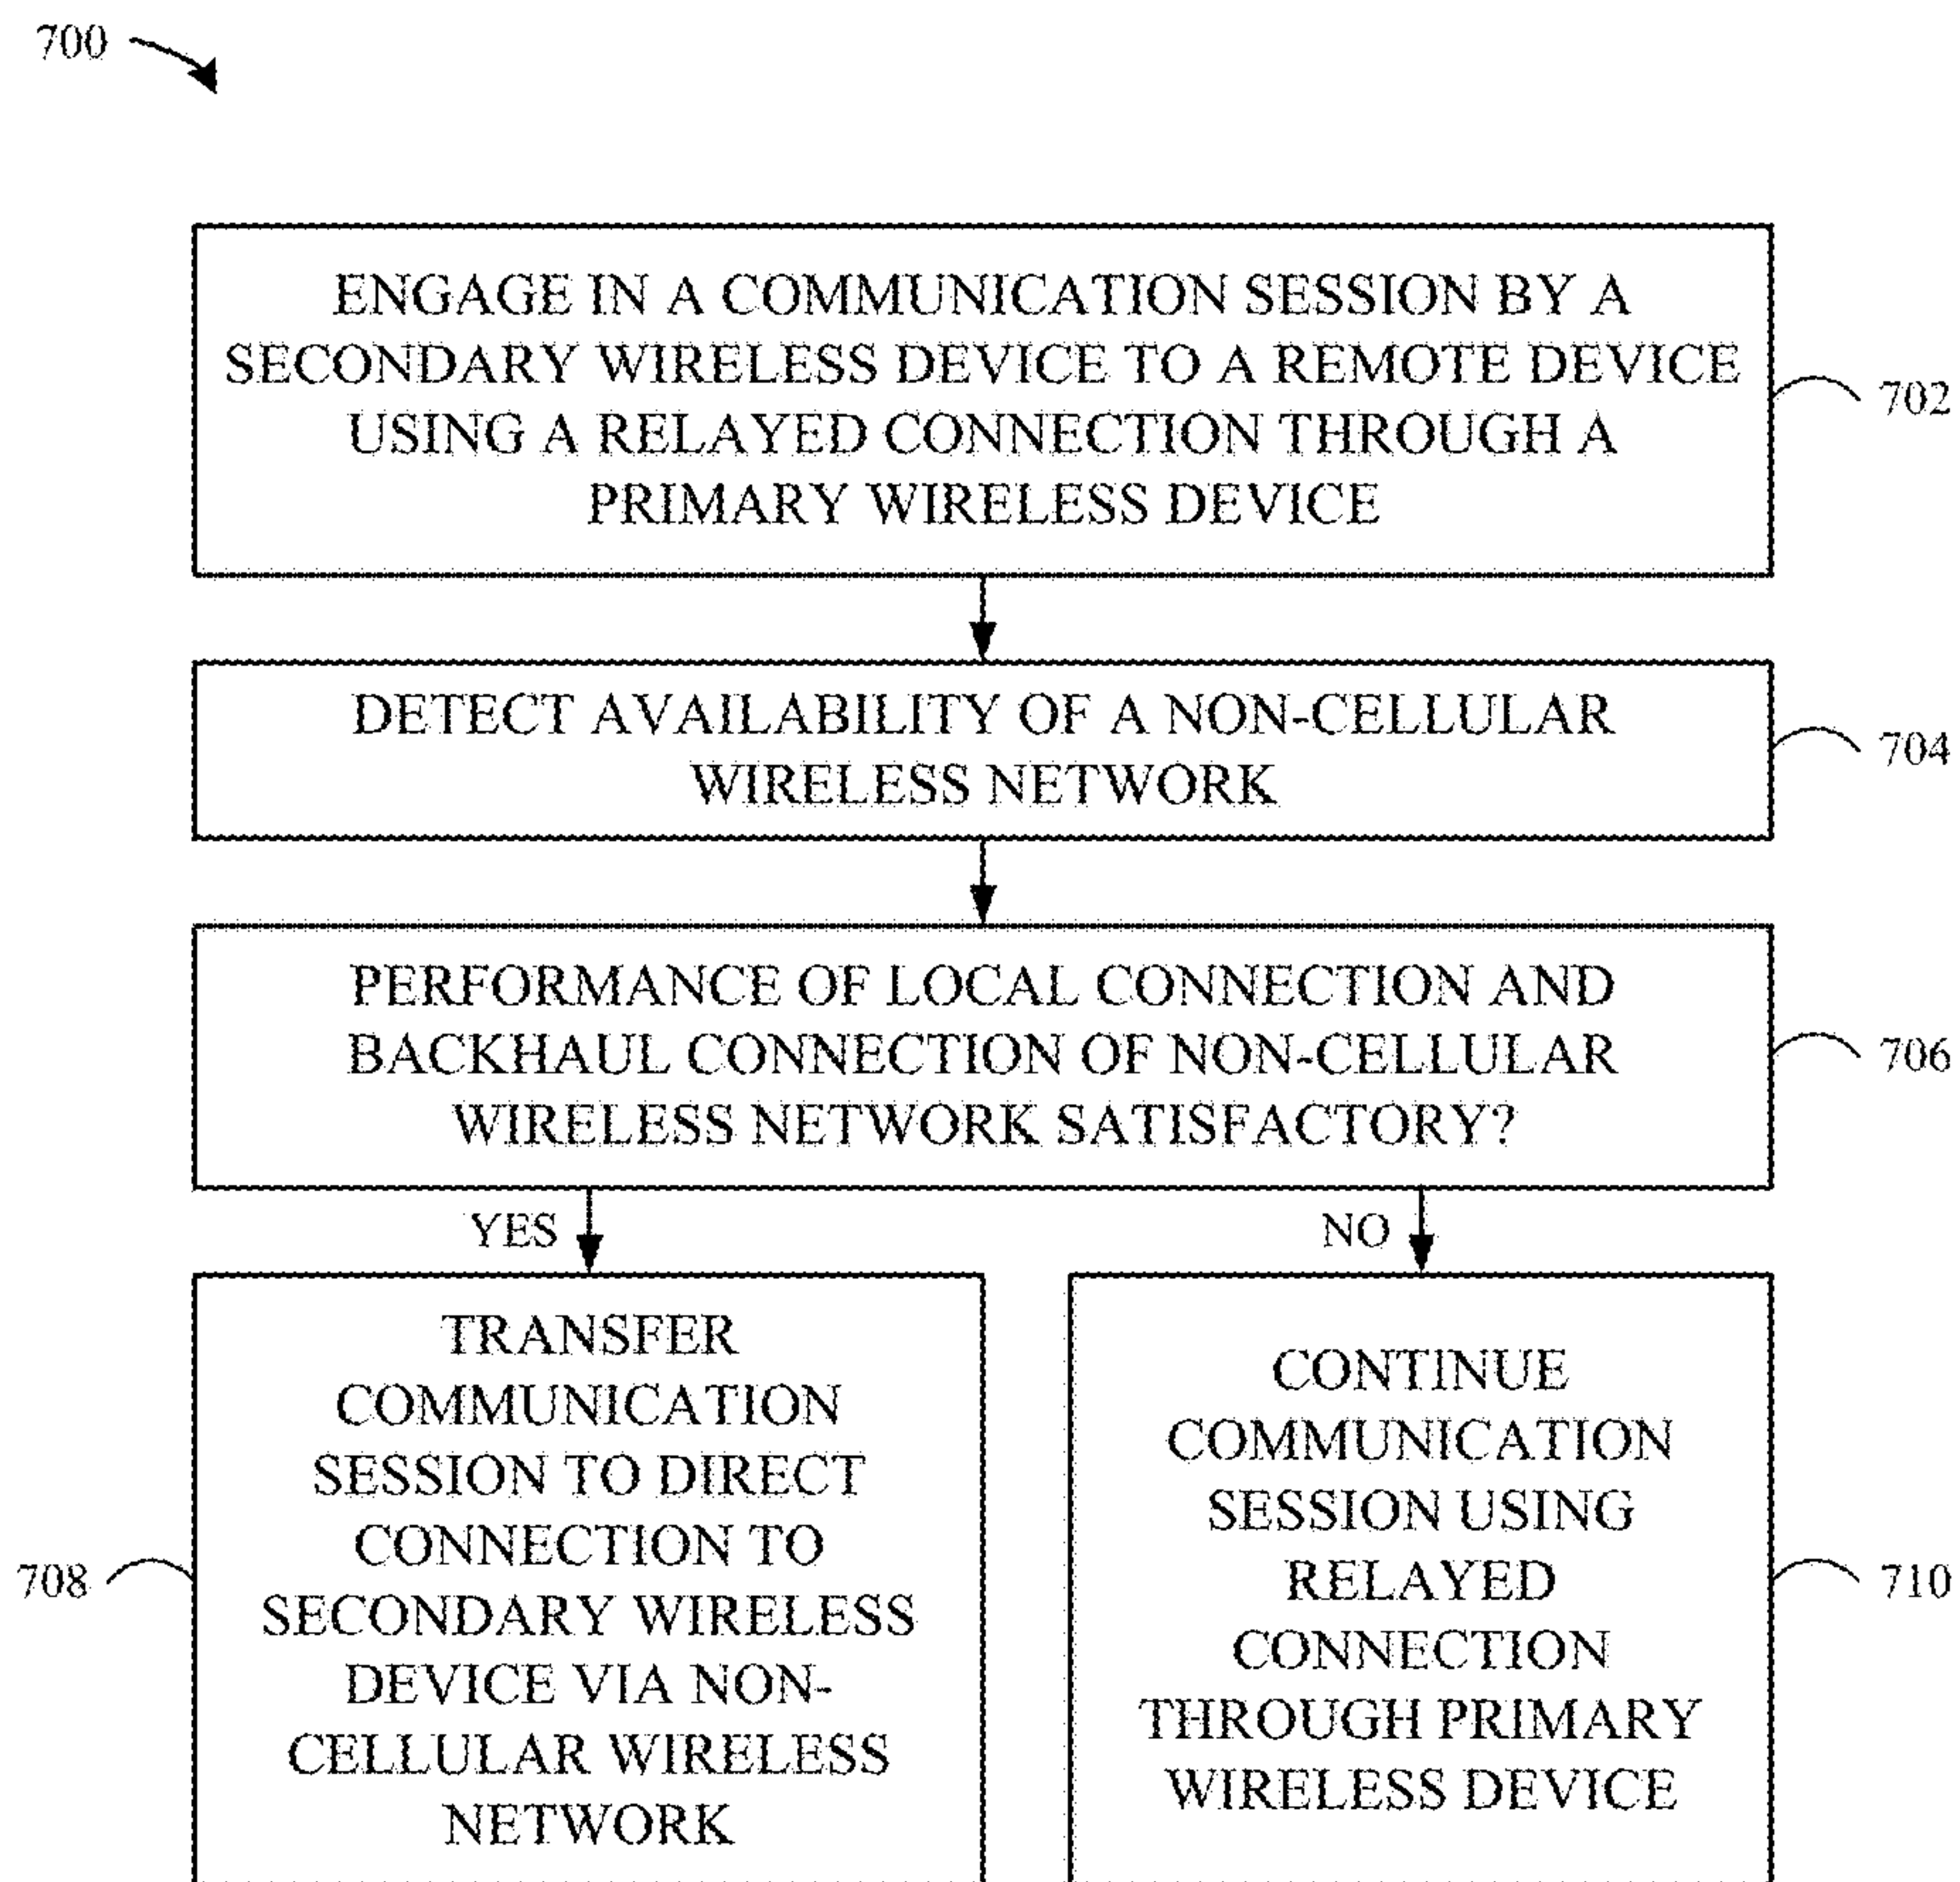 700
ENGAGE IN A COMMUNICATION SESSION BY A
SECONDARY WIRELESS DEVICE TO A REMOTE DEVICE
USING A RELAYED CONNECTION THROUGH A
PRIMARY WIRELESS DEVICE
702
DETECT AVAILABILITY OF A NON-CELLULAR
WIRELESS NETWORK
704
PERFORMANCE OF LOCAL CONNECTION AND
BACKHAUL CONNECTION OF NON-CELLULAR
WIRELESS NETWORK SATISFACTORY?
706
YES
NO
TRANSFER
COMMUNICATION
SESSION TO DIRECT
CONNECTION TO
SECONDARY WIRELESS
DEVICE VIA NON-
CELLULAR WIRELESS
NETWORK
708
CONTINUE
COMMUNICATION
SESSION USING
RELAYED
CONNECTION
THROUGH PRIMARY
WIRELESS DEVICE
710